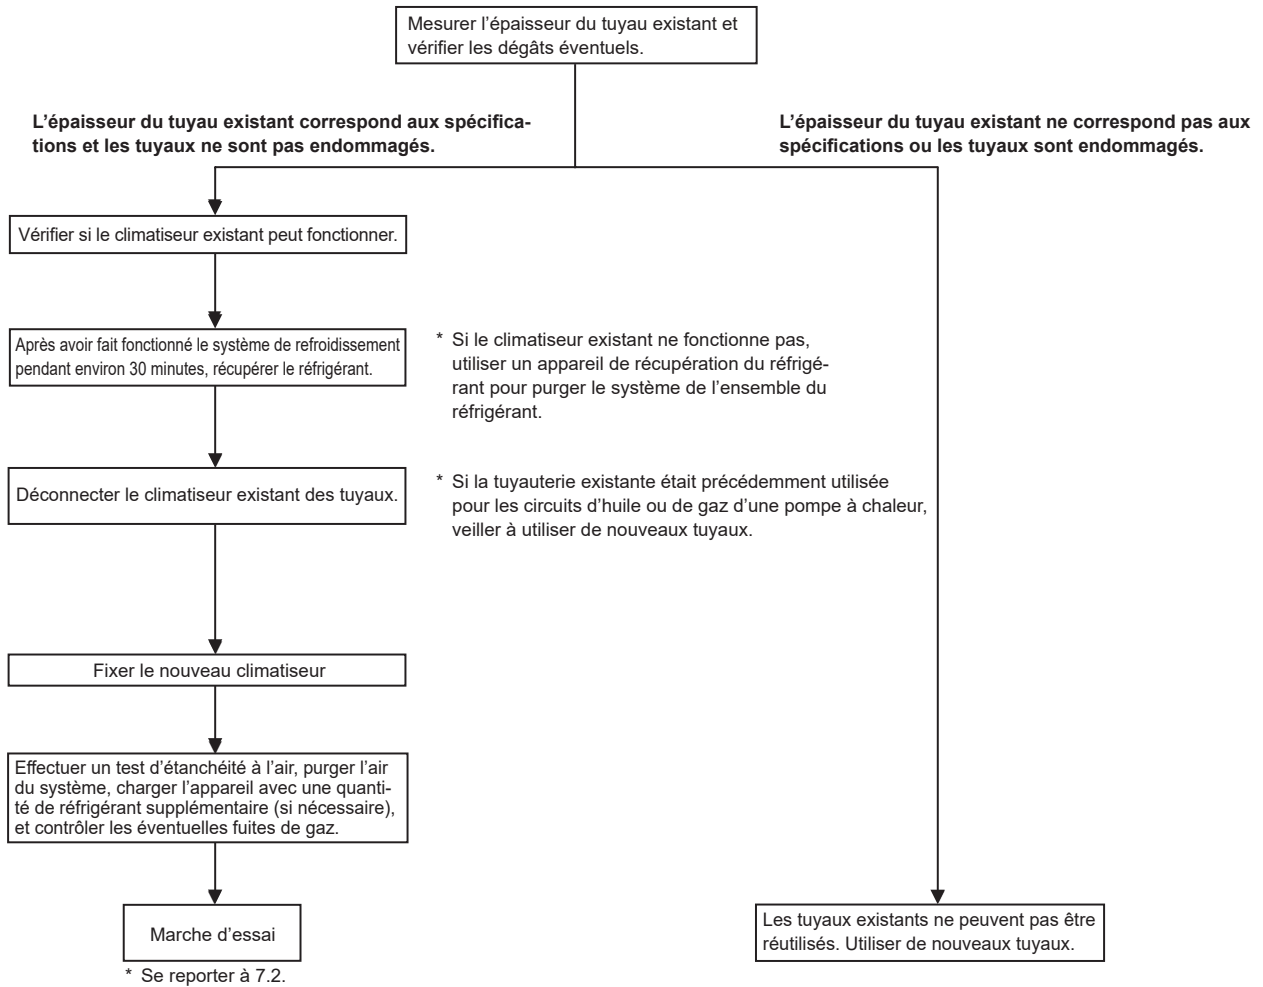 Mesurer l’épaisseur du tuyau existant et
vérifier les dégâts éventuels.
L’épaisseur du tuyau existant correspond aux spécifica-
tions et les tuyaux ne sont pas endommagés.
L’épaisseur du tuyau existant ne correspond pas aux
spécifications ou les tuyaux sont endommagés.
Vérifier si le climatiseur existant peut fonctionner.
Après avoir fait fonctionné le système de refroidissement
pendant environ 30 minutes, récupérer le réfrigérant.
* Si le climatiseur existant ne fonctionne pas,
utiliser un appareil de récupération du réfrigé-
rant pour purger le système de l’ensemble du
réfrigérant.
Déconnecter le climatiseur existant des tuyaux.
* Si la tuyauterie existante était précédemment utilisée
pour les circuits d’huile ou de gaz d’une pompe à chaleur,
veiller à utiliser de nouveaux tuyaux.
Fixer le nouveau climatiseur
Effectuer un test d’étanchéité à l’air, purger l’air
du système, charger l’appareil avec une quanti-
té de réfrigérant supplémentaire (si nécessaire),
et contrôler les éventuelles fuites de gaz.
Marche d’essai
* Se reporter à 7.2.
Les tuyaux existants ne peuvent pas être
réutilisés. Utiliser de nouveaux tuyaux.